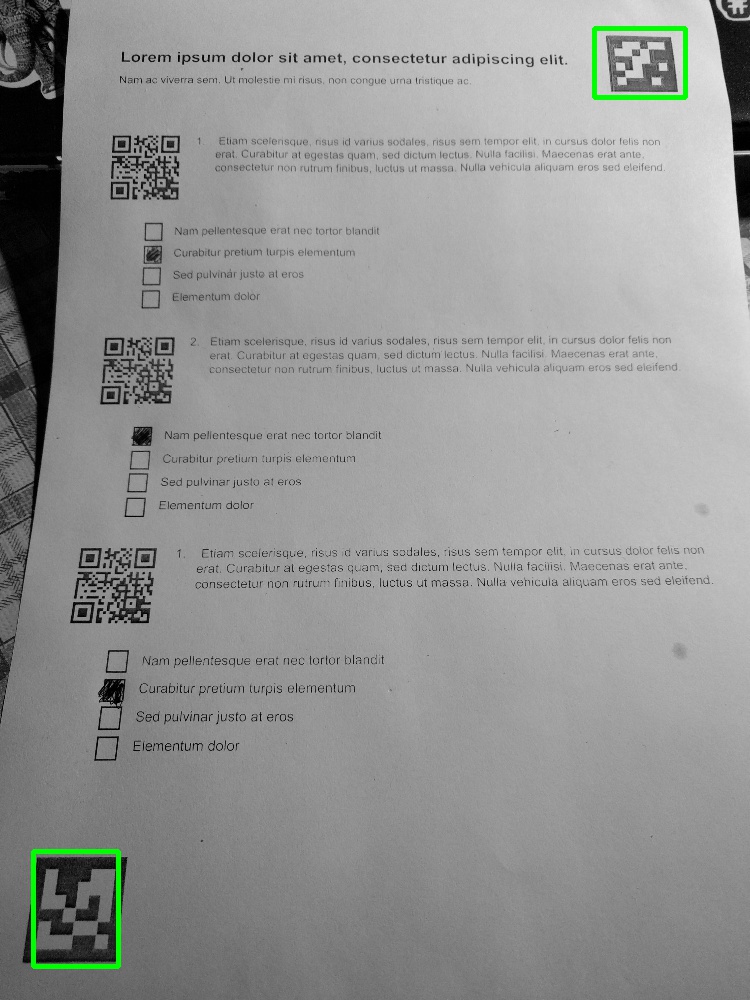 Lorem ipsum dolor sit amet, consectetur adipiscing elit.
Nam ac viverra sem. Ut molestie mi risus, non congue urna tristique ac.
1. Etiam scelerisque, risus id varius sodales, risus sem tempor elit, in cursus dolor felis non
erat. Curabitur at egestas quam, sed dictum lectus. Nulla facilisi. Maecenas erat ante,
consectetur non rutrum finibus, luctus ut massa. Nulla vehicula aliquam eros sed eleifend.
Nam pellentesque erat nec tortor blandit
Curabitur pretium turpis elementum
Sed pulvinar justo at eros
Elementum dolor
2. Etiam scelerisque, risus id varius sodales, risus sem tempor elit, in cursus dolor felis non
erat. Curabitur at egestas quam, sed dictum lectus. Nulla facilisi. Maecenas erat ante,
consectetur non rutrum finibus, luctus ut massa. Nulla vehicula aliquam eros sed eleifend.
Nam pellentesque erat nec tortor blandit
Curabitur pretium turpis elementum
Sed pulvinar justo at eros
Elementum dolor
1. Etiam scelerisque, risus id varius sodales, risus sem tempor elit, in cursus dolor felis non
erat. Curabitur at egestas quam, sed dictum lectus. Nulla facilisi. Maecenas erat ante,
consectetur non rutrum finibus, luctus ut massa. Nulla vehicula aliquam eros sed eleifend.
Nam pellentesque erat nec tortor blandit
Curabitur pretium turpis elementum
Sed pulvinar justo at eros
Elementum dolor